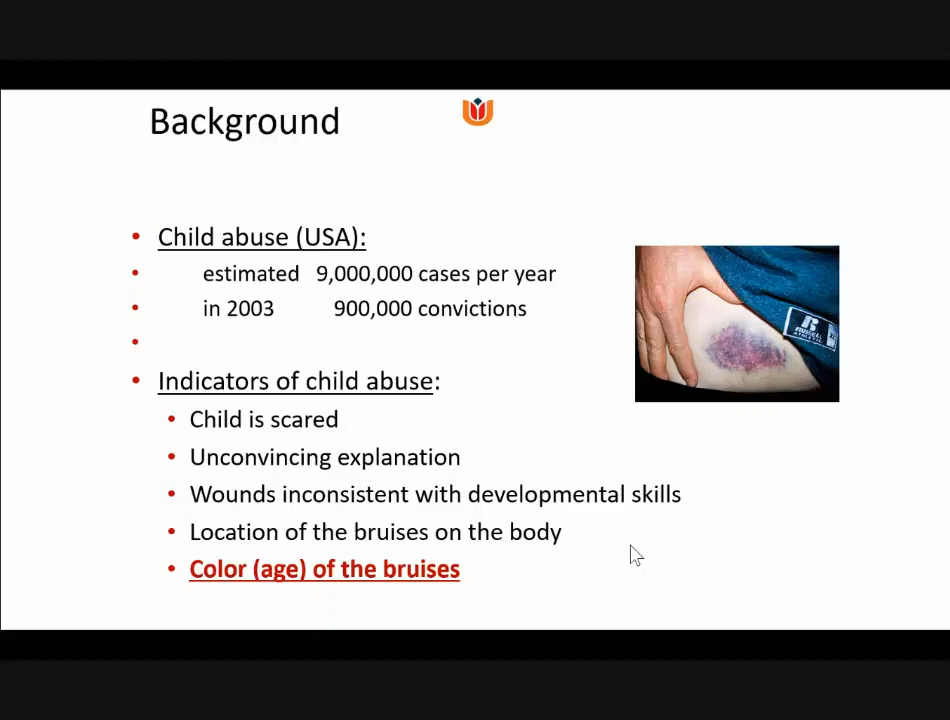 Background
Child abuse (USA):
estimated 9,000,000 cases per year
in 2003 900,000 convictions
Indicators of child abuse:
Child is scared
Unconvincing explanation
Wounds inconsistent with developmental skills
Location of the bruises on the body
Color (age) of the bruises
R
RUSSELL
ATHLETIC